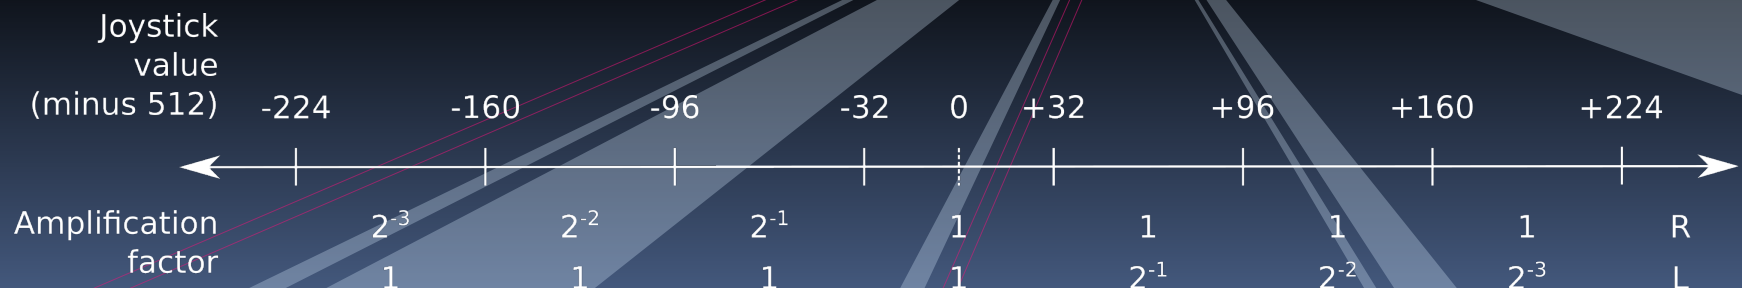 Joystick
value
(minus 512) -224 -160 -96 -32 0 +32 +96 +160 +224
Amplification 2⁻³ 2⁻² 2⁻¹ 1 1 1 1 R
factor 1 1 1 1 2⁻¹ 2⁻² 2⁻³ L